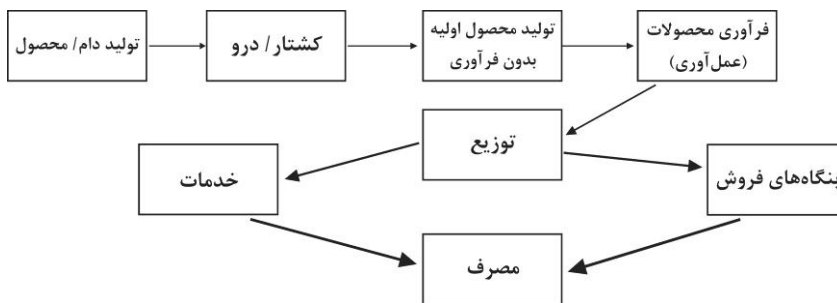 تولید دام/ محصول
کشتار/ درو
تولید محصول اولیه
بدون فرآوری
فرآوری محصولات
(عمل‌آوری)
توزیع
خدمات
بنگاه‌های فروش
مصرف